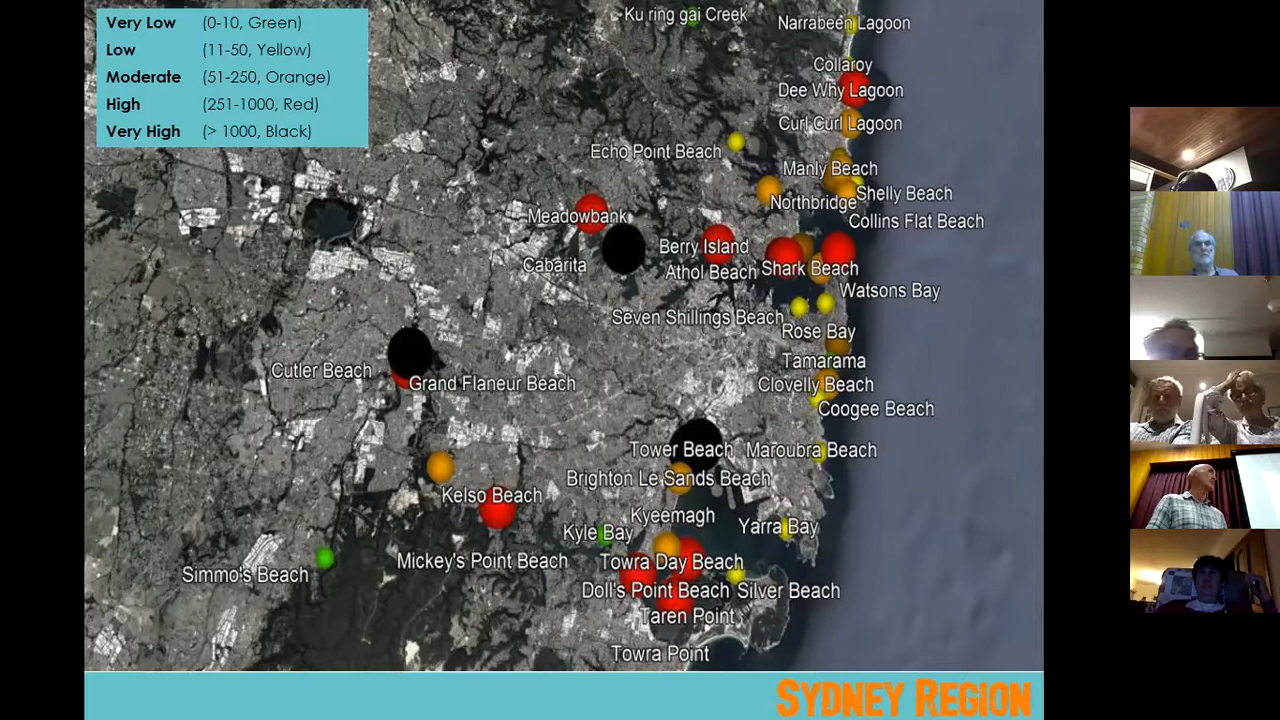 Very Low (0-10, Green)
Low (11-50, Yellow)
Moderate (51-250, Orange)
High (251-1000, Red)
Very High (> 1000, Black)
Ku ring gai Creek
Narrabeen Lagoon
Collaroy
Dee Why Lagoon
Curl Curl Lagoon
Echo Point Beach
Manly Beach
Shelly Beach
Northbridge
Meadowbank
Collins Flat Beach
Berry Island
Cabarita
Athol Beach
Shark Beach
Watsons Bay
Seven Shillings Beach
Rose Bay
Tamarama
Cutler Beach
Grand Flaneur Beach
Clovelly Beach
Coogee Beach
Tower Beach
Maroubra Beach
Brighton Le Sands Beach
Kelso Beach
Kyeemagh
Yarra Bay
Kyle Bay
Mickey's Point Beach
Towra Day Beach
Simmo's Beach
Doll's Point Beach
Silver Beach
Taren Point
Towra Point
SYDNEY REGION